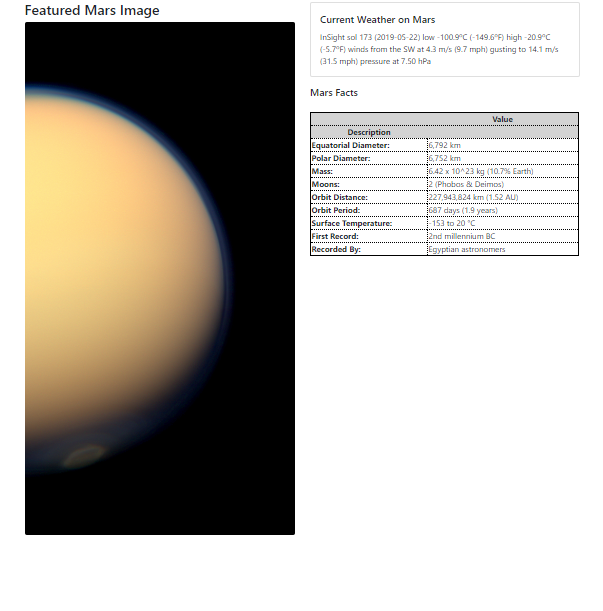 Featured Mars Image
Current Weather on Mars
InSight sol 173 (2019-05-22) low -100.9ºC (-149.6ºF) high -20.9ºC
(-5.7ºF) winds from the SW at 4.3 m/s (9.7 mph) gusting to 14.1 m/s
(31.5 mph) pressure at 7.50 hPa
Mars Facts
Value
Description
Equatorial Diameter: 6,792 km
Polar Diameter: 6,752 km
Mass: 6.42 x 10^23 kg (10.7% Earth)
Moons: 2 (Phobos & Deimos)
Orbit Distance: 227,943,824 km (1.52 AU)
Orbit Period: 687 days (1.9 years)
Surface Temperature: -153 to 20 °C
First Record: 2nd millennium BC
Recorded By: Egyptian astronomers